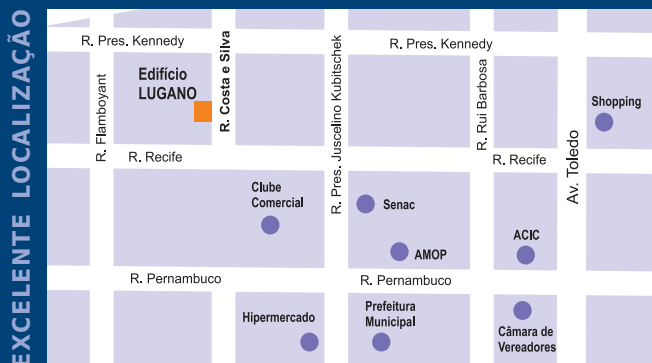 EXCELENTE LOCALIZAÇÃO
R. Pres. Kennedy
R. Pres. Kennedy
Edifício
LUGANO
R. Flamboyant
R. Costa e Silva
R. Pres. Juscelino Kubitschek
R. Rui Barbosa
Av. Toledo
Shopping
R. Recife
R. Recife
Clube
Comercial
Senac
AMOP
ACIC
R. Pernambuco
R. Pernambuco
Hipermercado
Prefeitura
Municipal
Câmara de
Vereadores